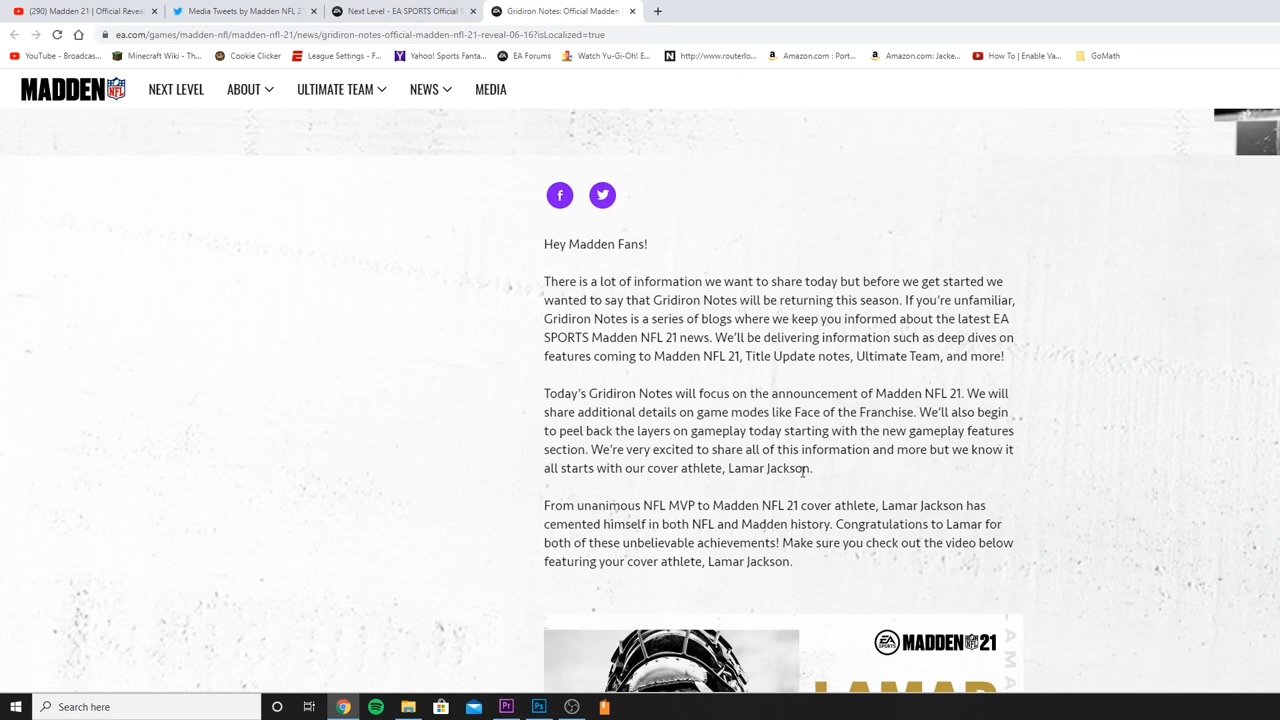 (290) Madden 21 | Official Reveal
Media Tweets by Madden NFL 21
Next Level - EA SPORTS Official S
Gridiron Notes: Official Madden
ea.com/games/madden-nfl/madden-nfl-21/news/gridiron-notes-official-madden-nfl-21-reveal-06-16?isLocalized=true
YouTube - Broadcas... Minecraft Wiki - Th... Cookie Clicker League Settings - F... Yahoo! Sports Fanta... EA Forums Watch Yu-Gi-Oh! E... http://www.routerlo... Amazon.com : Port... Amazon.com: Jacke... How To | Enable Va... GoMath
MADDEN NFL NEXT LEVEL ABOUT ULTIMATE TEAM NEWS MEDIA
Hey Madden Fans!
There is a lot of information we want to share today but before we get started we
wanted to say that Gridiron Notes will be returning this season. If you're unfamiliar,
Gridiron Notes is a series of blogs where we keep you informed about the latest EA
SPORTS Madden NFL 21 news. We'll be delivering information such as deep dives on
features coming to Madden NFL 21, Title Update notes, Ultimate Team, and more!
Today's Gridiron Notes will focus on the announcement of Madden NFL 21. We will
share additional details on game modes like Face of the Franchise. We'll also begin
to peel back the layers on gameplay today starting with the new gameplay features
section. We're very excited to share all of this information and more but we know it
all starts with our cover athlete, Lamar Jackson.
From unanimous NFL MVP to Madden NFL 21 cover athlete, Lamar Jackson has
cemented himself in both NFL and Madden history. Congratulations to Lamar for
both of these unbelievable achievements! Make sure you check out the video below
featuring your cover athlete, Lamar Jackson.
EA SPORTS MADDEN NFL 21
LAMAR
Search here